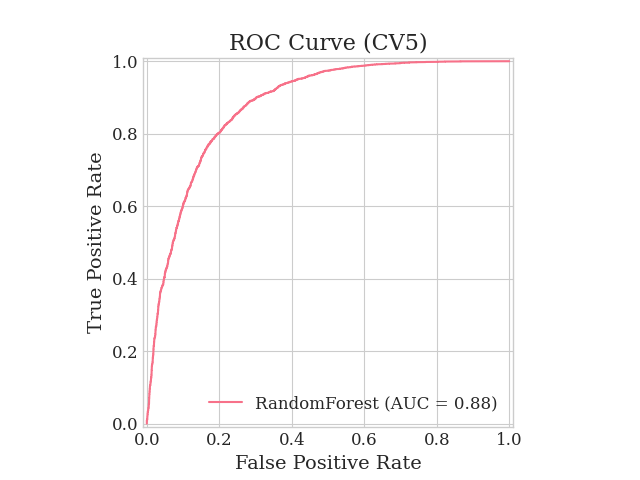 ROC Curve (CV5)
1.0
0.8
0.6
0.4
0.2
0.0
True Positive Rate
RandomForest (AUC = 0.88)
0.0 0.2 0.4 0.6 0.8 1.0
False Positive Rate